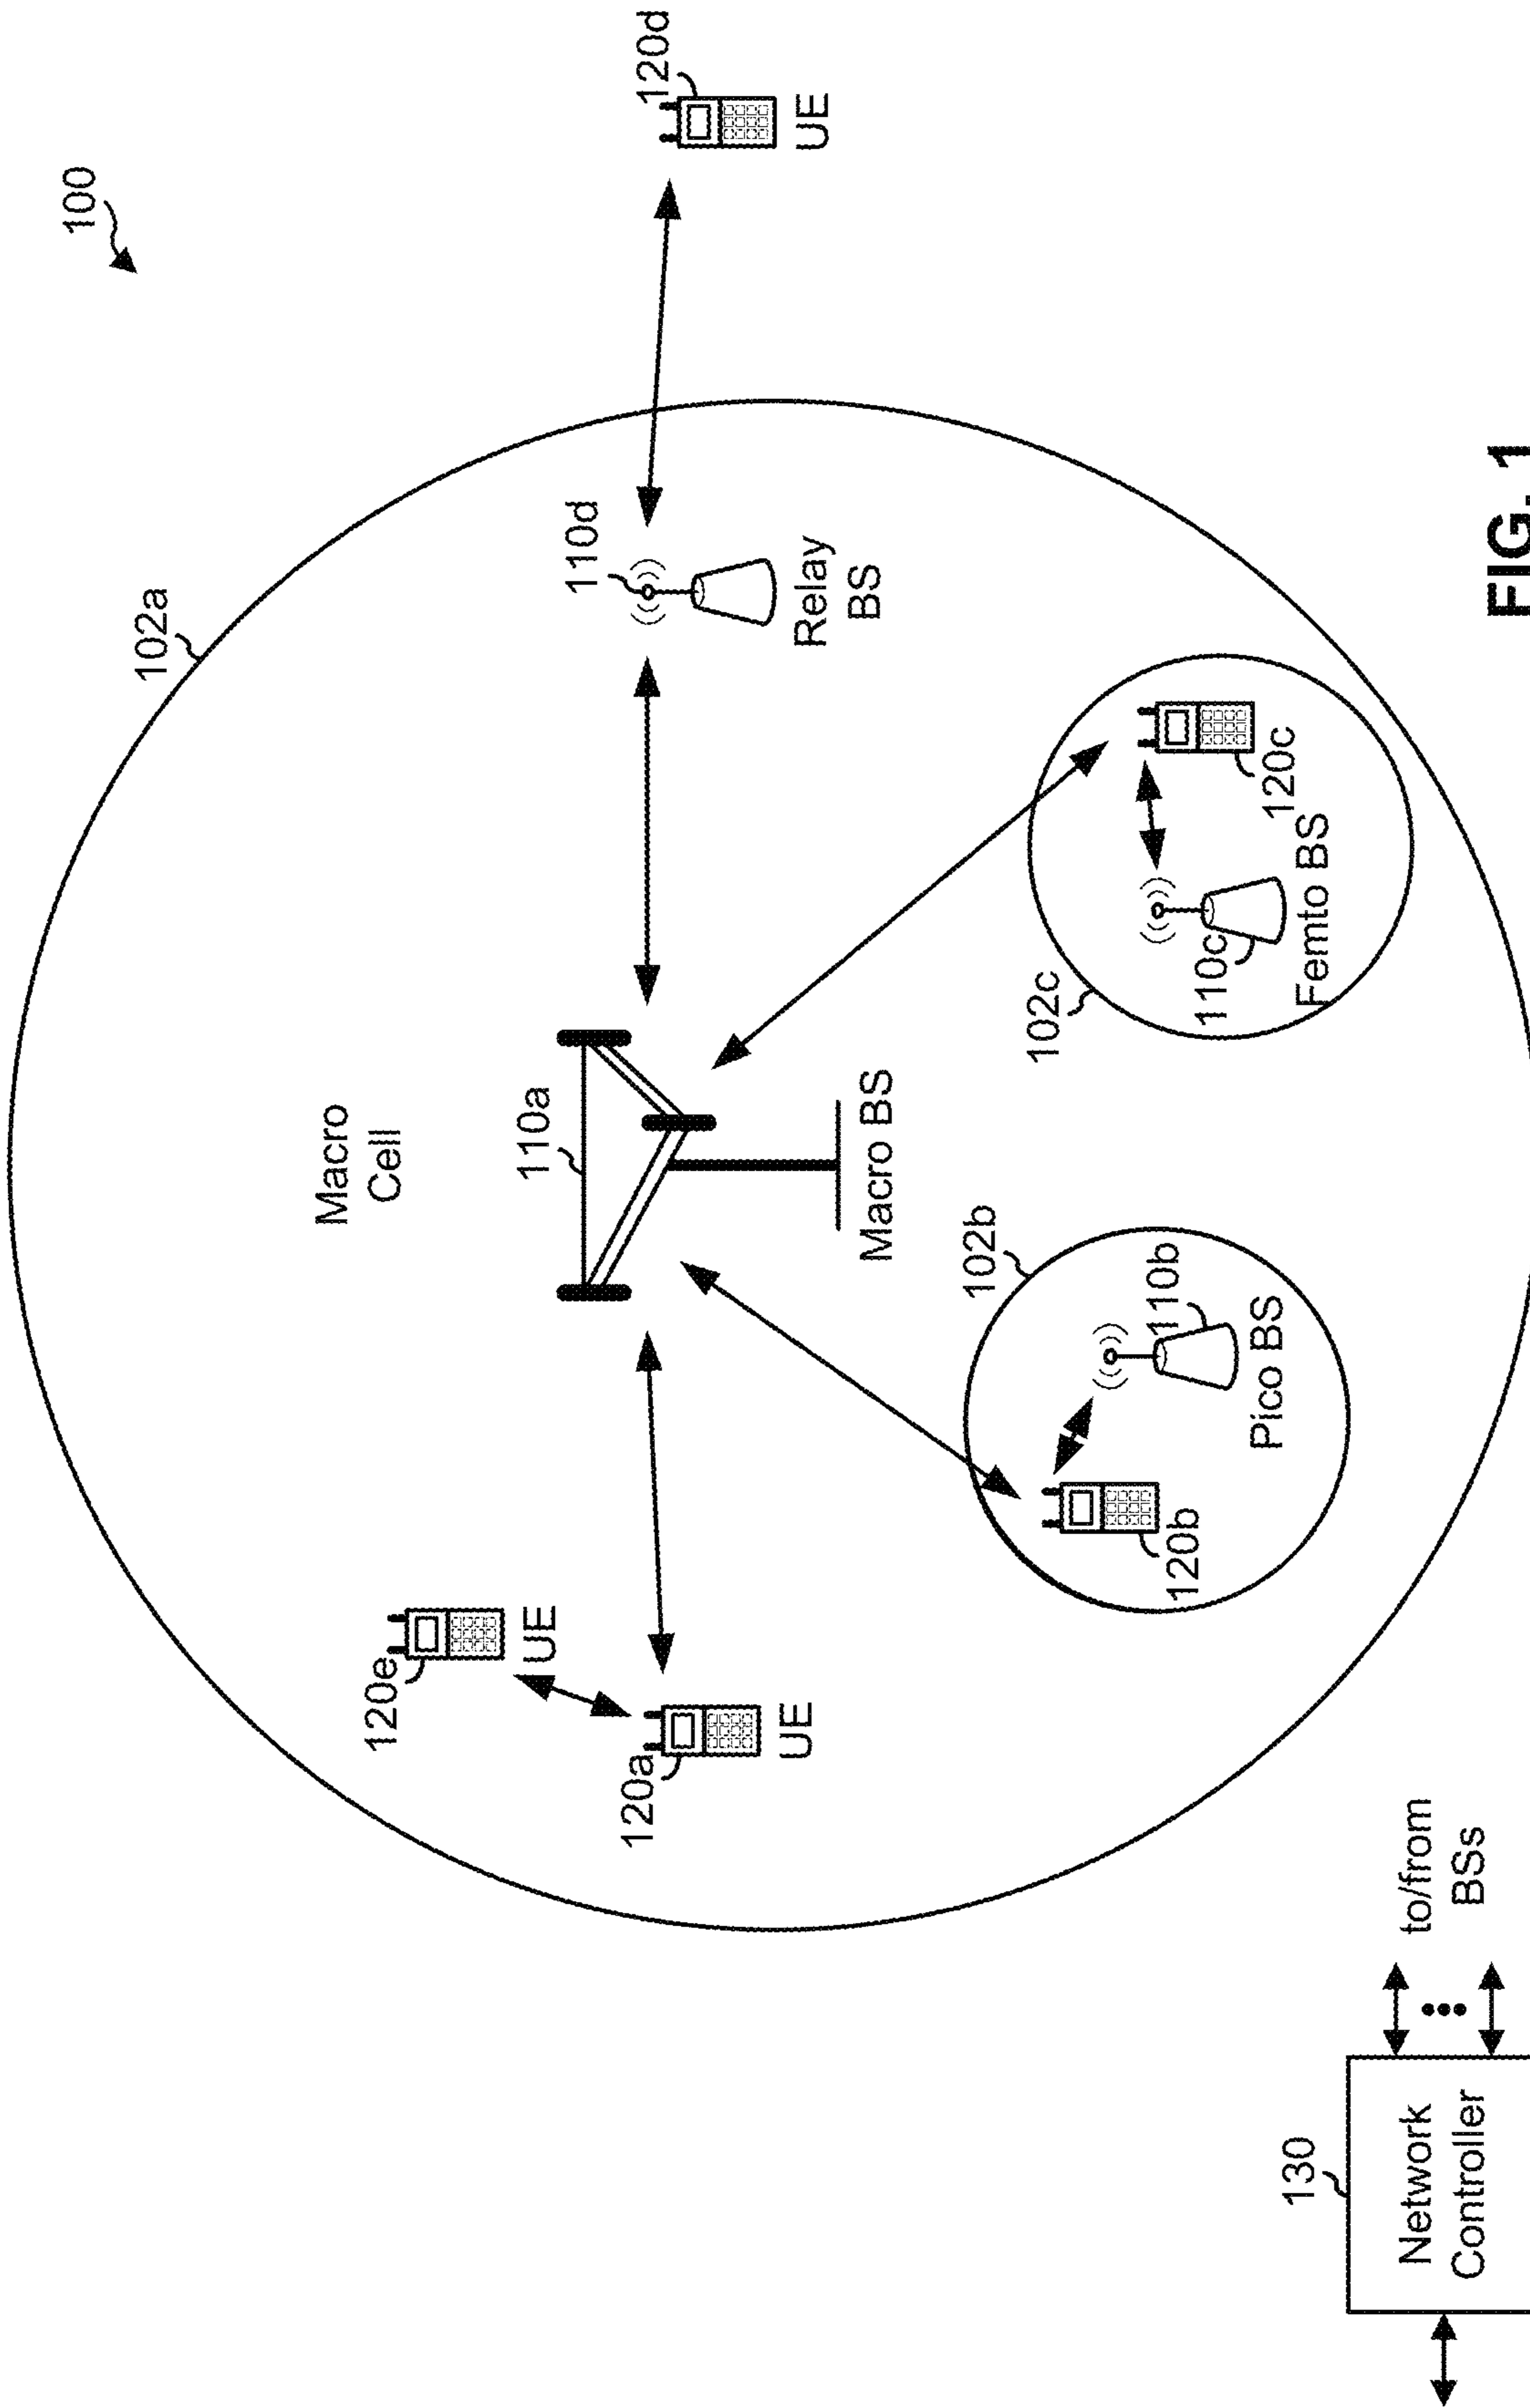 100
102a
Macro
Cell
110a
Macro BS
110d
Relay
BS
120d
UE
120e
UE
120a
UE
102b
110b
Pico BS
120b
102c
110c
Femto BS
120c
130
Network
Controller
to/from
BSs
FIG. 1